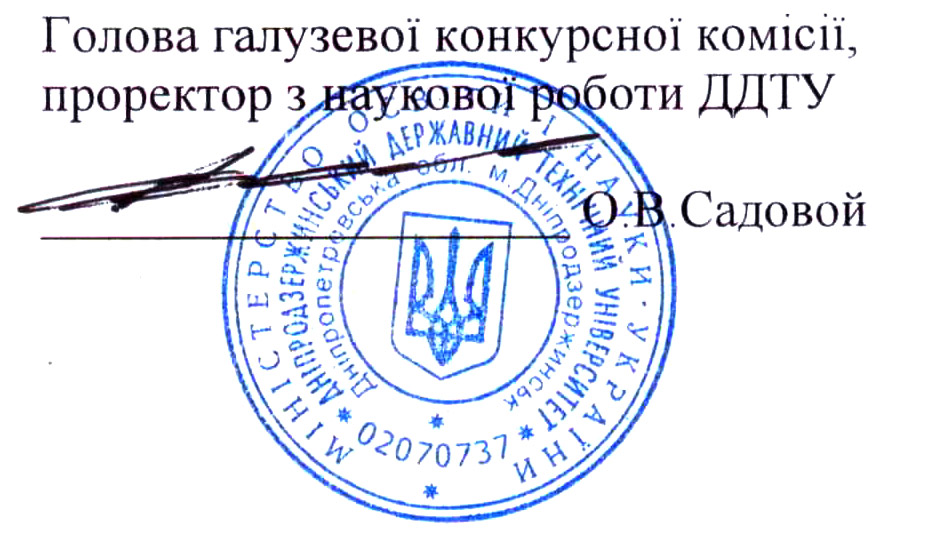 Голова галузевої конкурсної комісії,
проректор з наукової роботи ДДТУ
О.В.Садовой
МІНІСТЕРСТВО ОСВІТИ І НАУКИ · УКРАЇНИ
* ДНІПРОДЗЕРЖИНСЬКИЙ ДЕРЖАВНИЙ ТЕХНІЧНИЙ УНІВЕРСИТЕТ *
Дніпропетровська обл. м.Дніпродзержинськ
02070737